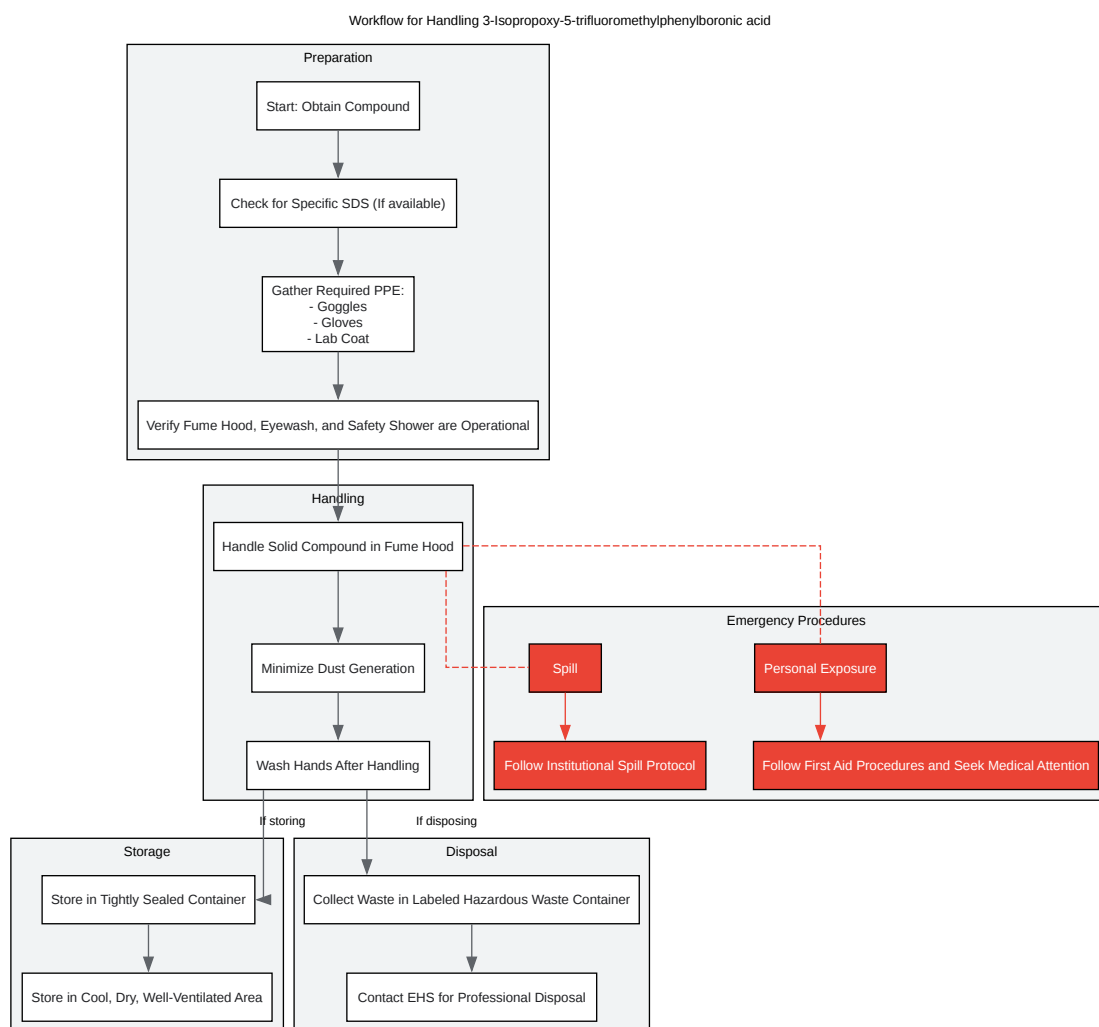 Workflow for Handling 3-Isopropoxy-5-trifluoromethylphenylboronic acid
Preparation
Start: Obtain Compound
Check for Specific SDS (If available)
Gather Required PPE:
- Goggles
- Gloves
- Lab Coat
Verify Fume Hood, Eyewash, and Safety Shower are Operational
Handling
Handle Solid Compound in Fume Hood
Minimize Dust Generation
Wash Hands After Handling
Emergency Procedures
Spill
Personal Exposure
Follow Institutional Spill Protocol
Follow First Aid Procedures and Seek Medical Attention
If storing
If disposing
Storage
Store in Tightly Sealed Container
Store in Cool, Dry, Well-Ventilated Area
Disposal
Collect Waste in Labeled Hazardous Waste Container
Contact EHS for Professional Disposal